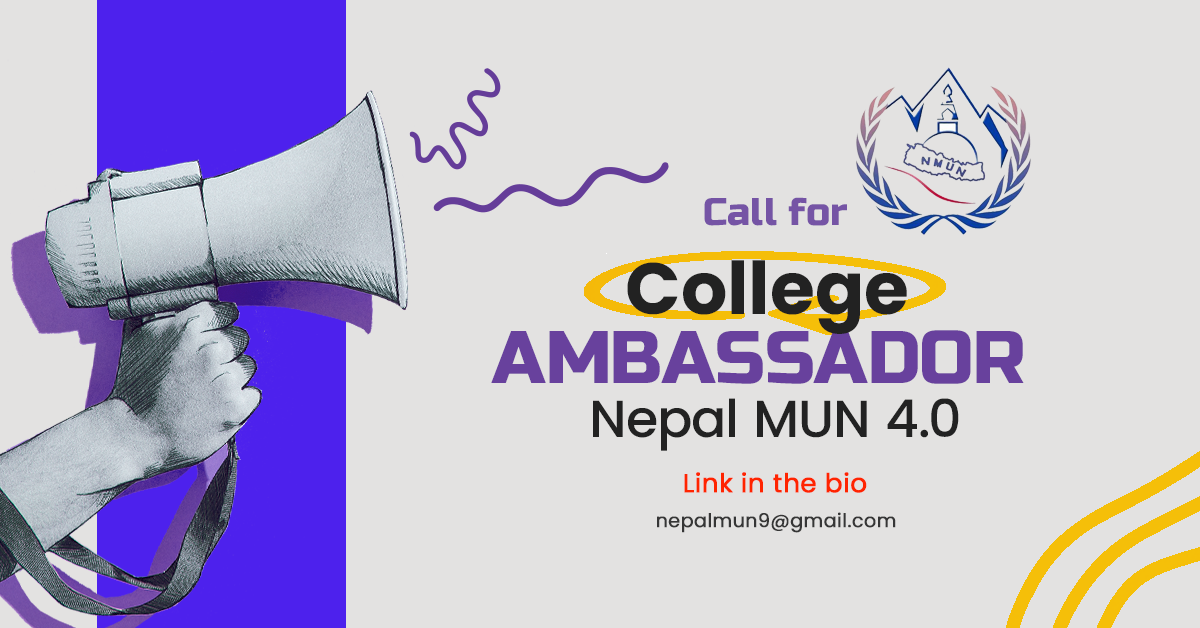 NMUN
Call for
College
AMBASSADOR
Nepal MUN 4.0
Link in the bio
nepalmun9@gmail.com